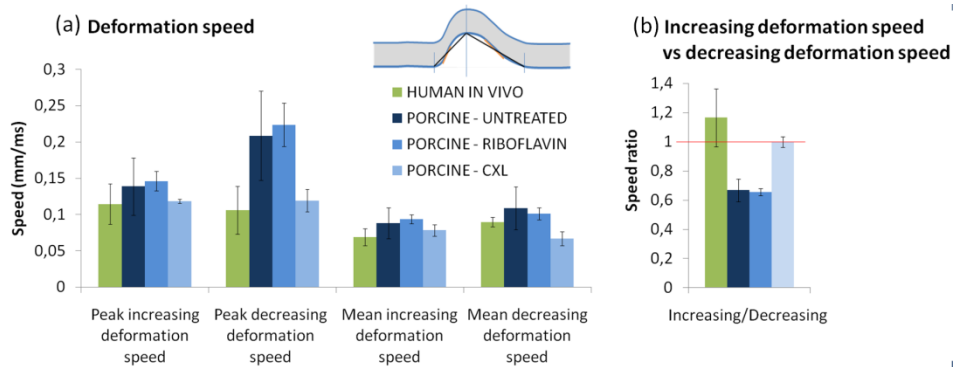 (a) Deformation speed
0,3
0,25
0,2
0,15
0,1
0,05
0
Speed (mm/ms)
HUMAN IN VIVO
PORCINE - UNTREATED
PORCINE - RIBOFLAVIN
PORCINE - CXL
Peak increasing
deformation
speed
Peak decreasing
deformation
speed
Mean increasing
deformation
speed
Mean decreasing
deformation
speed
(b) Increasing deformation speed
vs decreasing deformation speed
1,4
1,2
1
0,8
0,6
0,4
0,2
0
Speed ratio
Increasing/Decreasing